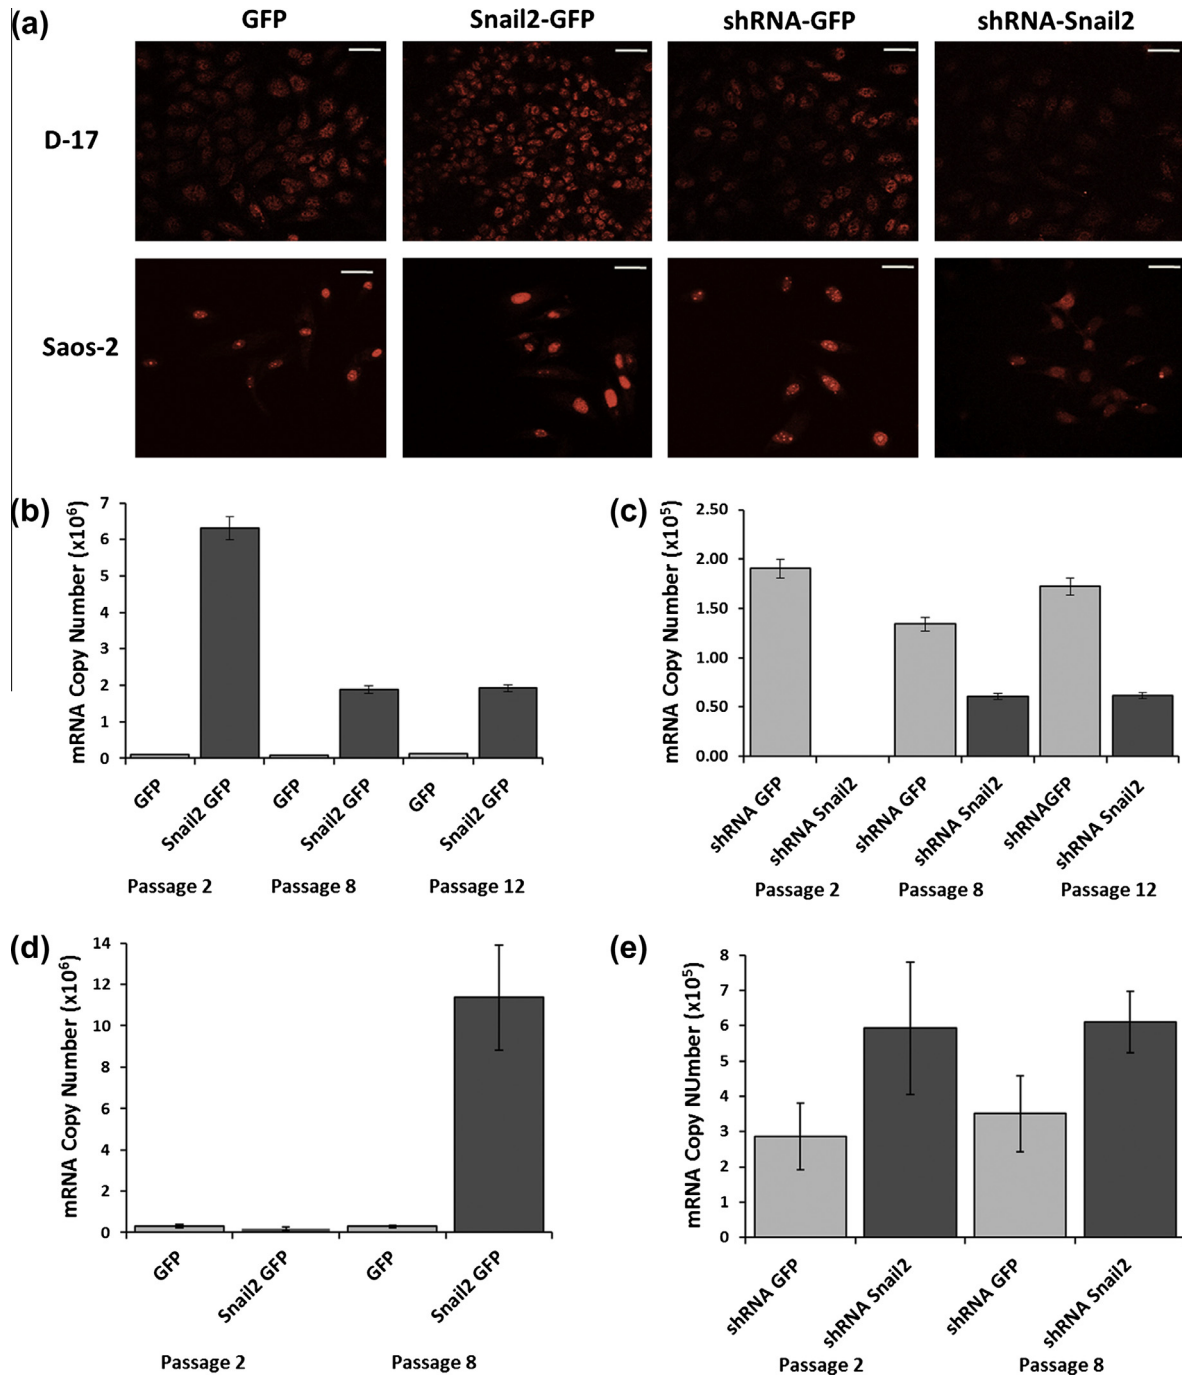 (a)
GFP Snail2-GFP shRNA-GFP shRNA-Snail2
D-17
Saos-2
(b)
mRNA Copy Number (x10⁶)
7
6
5
4
3
2
1
0
GFP
Snail2 GFP
GFP
Snail2 GFP
GFP
Snail2 GFP
Passage 2 Passage 8 Passage 12
(c)
mRNA Copy Number (x10⁵)
2.50
2.00
1.50
1.00
0.50
0.00
shRNA GFP
shRNA Snail2
shRNA GFP
shRNA Snail2
shRNAGFP
shRNA Snail2
Passage 2 Passage 8 Passage 12
(d)
mRNA Copy Number (x10⁶)
14
12
10
8
6
4
2
0
GFP
Snail2 GFP
GFP
Snail2 GFP
Passage 2 Passage 8
(e)
mRNA Copy NUmber (x10⁵)
8
7
6
5
4
3
2
1
0
shRNA GFP
shRNA Snail2
shRNA GFP
shRNA Snail2
Passage 2 Passage 8